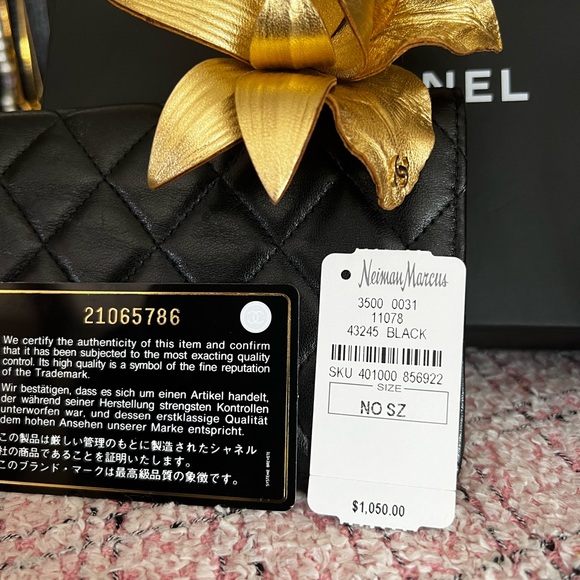 NEL
Neiman Marcus
3500 0031
11078
43245 BLACK
SKU 401000 856922
SIZE
NO SZ
$1,050.00
21065786
We certify the authenticity of this item and confirm
that it has been subjected to the most exacting quality
control. Its high quality is a symbol of the fine reputation
of the Trademark.
Wir bestätigen, dass es sich um einen Artikel handelt,
der während seiner Herstellung strengsten Kontrollen
unterworfen war, und dessen erstklassige Qualität
dem hohen Ansehen unserer Marke entspricht.
この製品は厳しい管理のもとに製造されたシャネル
社の商品であることを証明いたします。
このブランド・マークは最高級品質の象徴です。
SYSTEME BREVETE